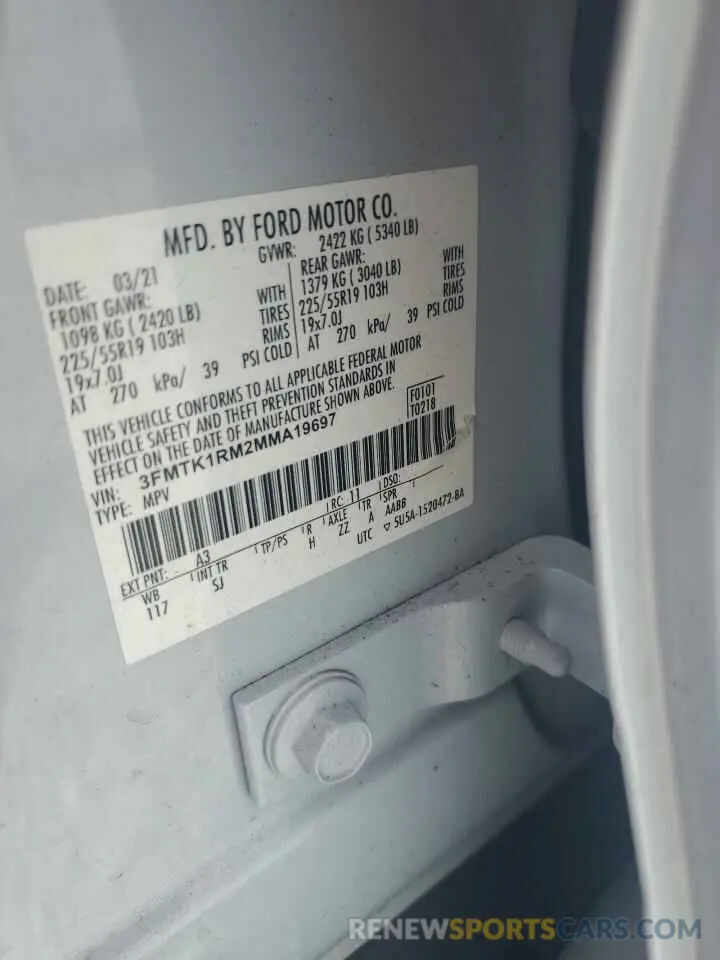 MFD. BY FORD MOTOR CO.
DATE: 03/21
GVWR: 2422 KG ( 5340 LB)
FRONT GAWR:
1098 KG ( 2420 LB)
WITH
225/55R19 103H
TIRES
19x7.0J
RIMS
AT 270 kPa/ 39 PSI COLD
REAR GAWR:
1379 KG ( 3040 LB)
WITH
225/55R19 103H
TIRES
19x7.0J
RIMS
AT 270 kPa/ 39 PSI COLD
THIS VEHICLE CONFORMS TO ALL APPLICABLE FEDERAL MOTOR
VEHICLE SAFETY AND THEFT PREVENTION STANDARDS IN
EFFECT ON THE DATE OF MANUFACTURE SHOWN ABOVE.
F0101
T0218
VIN: 3FMTK1RM2MMA19697
TYPE: MPV
EXT PNT: A3
RC: 11
DSO:
WB
INT TR
TP/PS
R
AXLE
TR
SPR
117
SJ
H
ZZ
A
AABB
UTC
5U5A-1520472-BA
RENEWSPORTSCARS.COM